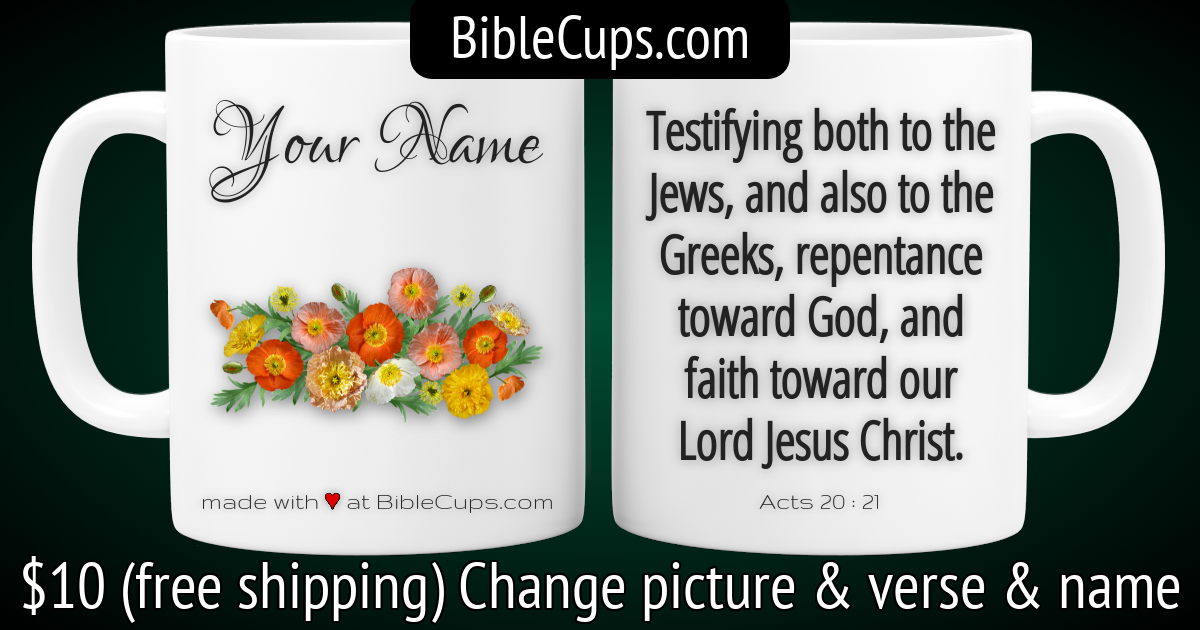 BibleCups.com
Your Name
made with ♥ at BibleCups.com
Testifying both to the
Jews, and also to the
Greeks, repentance
toward God, and
faith toward our
Lord Jesus Christ.
Acts 20 : 21
$10 (free shipping) Change picture & verse & name